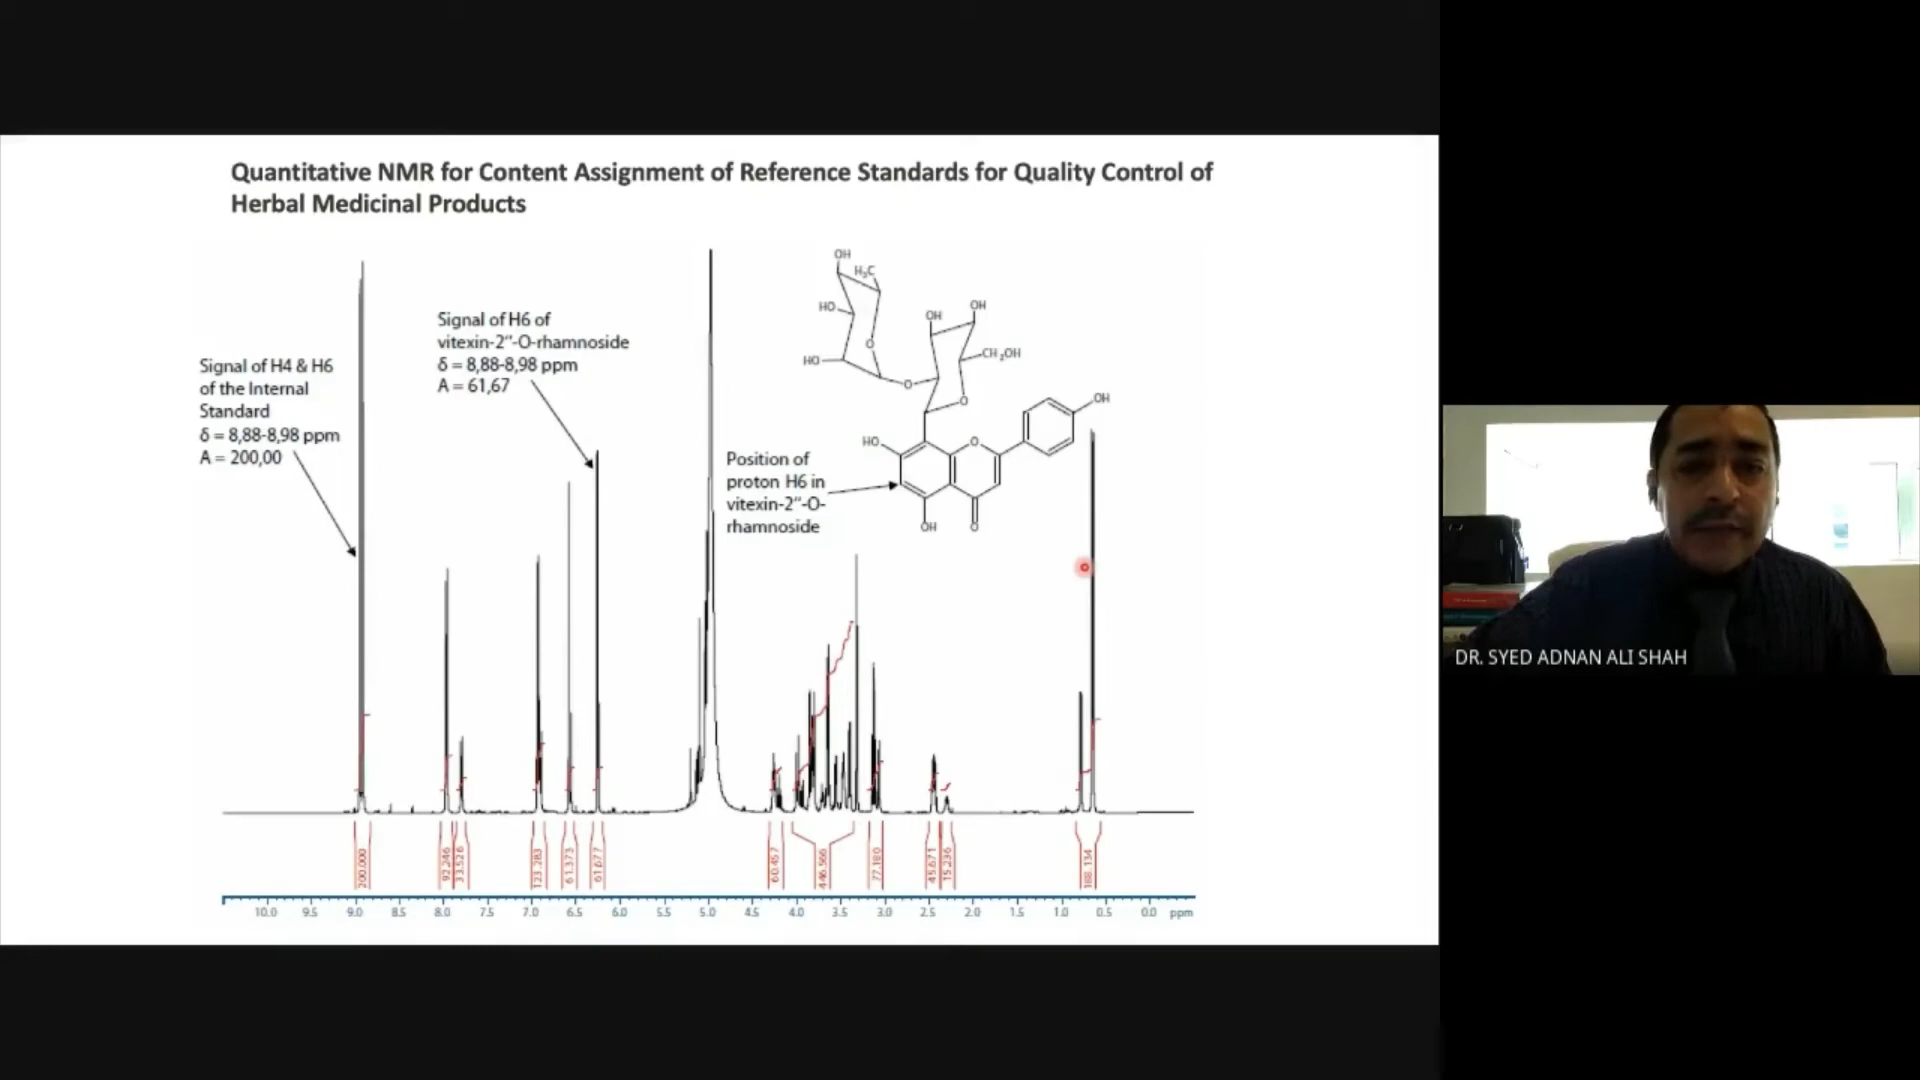 Quantitative NMR for Content Assignment of Reference Standards for Quality Control of
Herbal Medicinal Products
Signal of H4 & H6
of the Internal
Standard
δ = 8,88-8,98 ppm
A = 200,00
Signal of H6 of
vitexin-2“-O-rhamnoside
δ = 8,88-8,98 ppm
A = 61,67
Position of
proton H6 in
vitexin-2“-O-
rhamnoside
OH
H₃C
HO
HO
O
O
OH
OH
CH₂OH
O
HO
O
OH
OH
O
200.000
92.246
33.526
123.283
61.373
61.677
60.457
446.566
77.180
45.671
15.236
188.134
10.0 9.5 9.0 8.5 8.0 7.5 7.0 6.5 6.0 5.5 5.0 4.5 4.0 3.5 3.0 2.5 2.0 1.5 1.0 0.5 0.0 ppm
DR. SYED ADNAN ALI SHAH